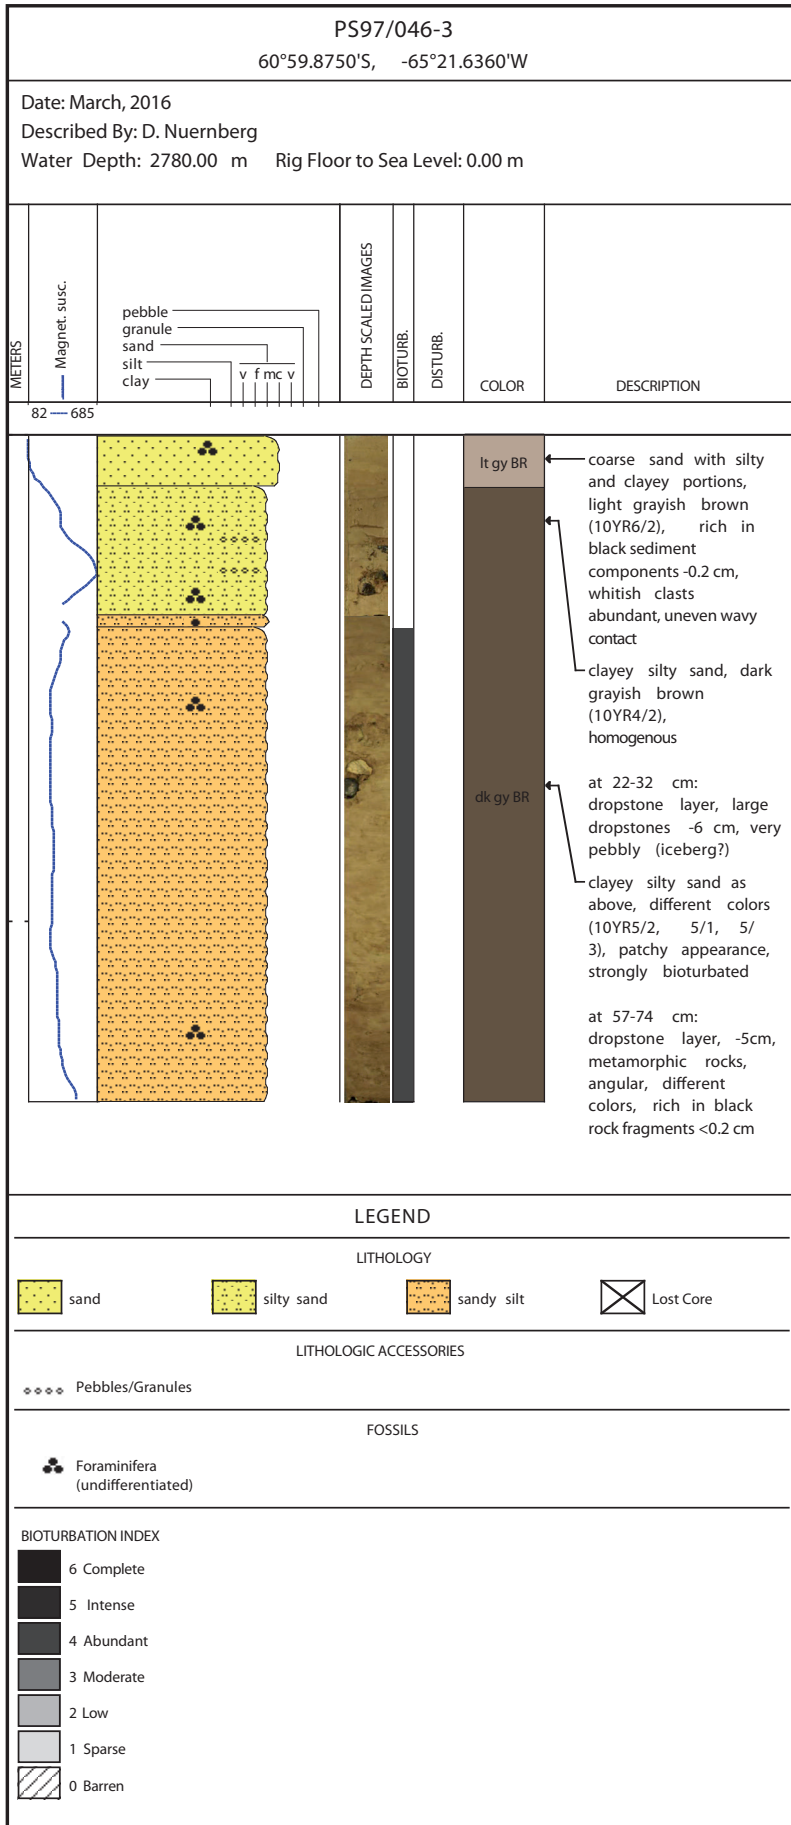 PS97/046-3
60°59.8750'S, -65°21.6360'W
Date: March, 2016
Described By: D. Nuernberg
Water Depth: 2780.00 m Rig Floor to Sea Level: 0.00 m
METERS
Magnet. susc.
82 685
pebble
granule
sand
silt
clay
v f m c v
DEPTH SCALED IMAGES
BIOTURB.
DISTURB.
COLOR
DESCRIPTION
lt gy BR
dk gy BR
coarse sand with silty
and clayey portions,
light grayish brown
(10YR6/2), rich in
black sediment
components -0.2 cm,
whitish clasts
abundant, uneven wavy
contact
clayey silty sand, dark
grayish brown
(10YR4/2),
homogenous
at 22-32 cm:
dropstone layer, large
dropstones -6 cm, very
pebbly (iceberg?)
clayey silty sand as
above, different colors
(10YR5/2, 5/1, 5/
3), patchy appearance,
strongly bioturbated
at 57-74 cm:
dropstone layer, -5cm,
metamorphic rocks,
angular, different
colors, rich in black
rock fragments <0.2 cm
LEGEND
LITHOLOGY
sand
silty sand
sandy silt
Lost Core
LITHOLOGIC ACCESSORIES
Pebbles/Granules
FOSSILS
Foraminifera
(undifferentiated)
BIOTURBATION INDEX
6 Complete
5 Intense
4 Abundant
3 Moderate
2 Low
1 Sparse
0 Barren